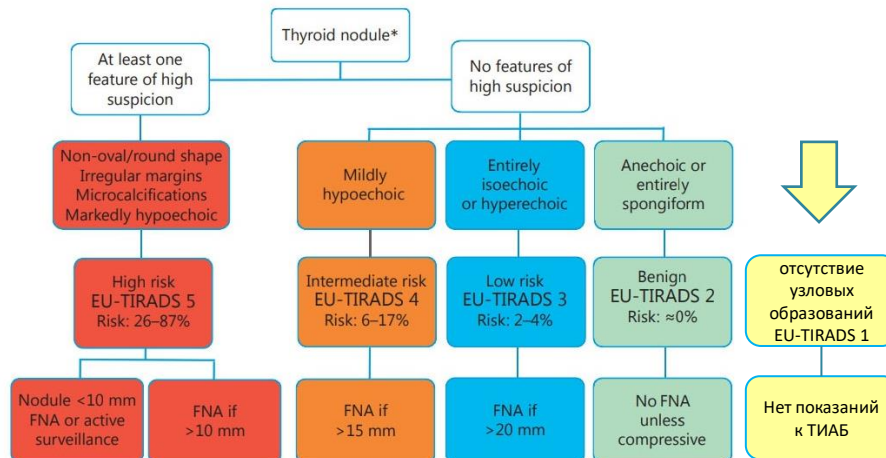 Thyroid nodule*
At least one
feature of high
suspicion
No features of
high suspicion
Non-oval/round shape
Irregular margins
Microcalcifications
Markedly hypoechoic
Mildly
hypoechoic
Entirely
isoechoic
or hyperechoic
Anechoic or
entirely
spongiform
High risk
EU-TIRADS 5
Risk: 26–87%
Intermediate risk
EU-TIRADS 4
Risk: 6–17%
Low risk
EU-TIRADS 3
Risk: 2–4%
Benign
EU-TIRADS 2
Risk: ≈0%
отсутствие
узловых
образований
EU-TIRADS 1
Nodule <10 mm
FNA or active
surveillance
FNA if
>10 mm
FNA if
>15 mm
FNA if
>20 mm
No FNA
unless
compressive
Нет показаний
к ТИАБ